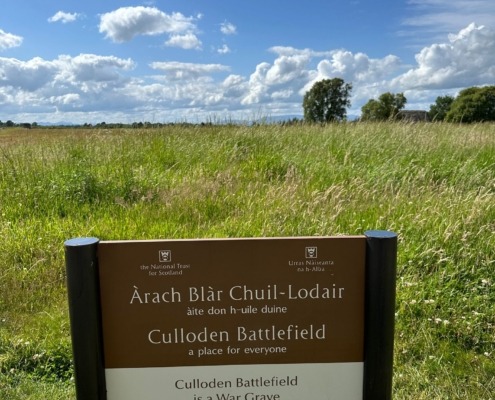 the National Trust
for Scotland
Urras Nàiseanta
na h-Alba
Àrach Blàr Chuil-Lodair
àite don h-uile duine
Culloden Battlefield
a place for everyone
Culloden Battlefield
is a War Grave